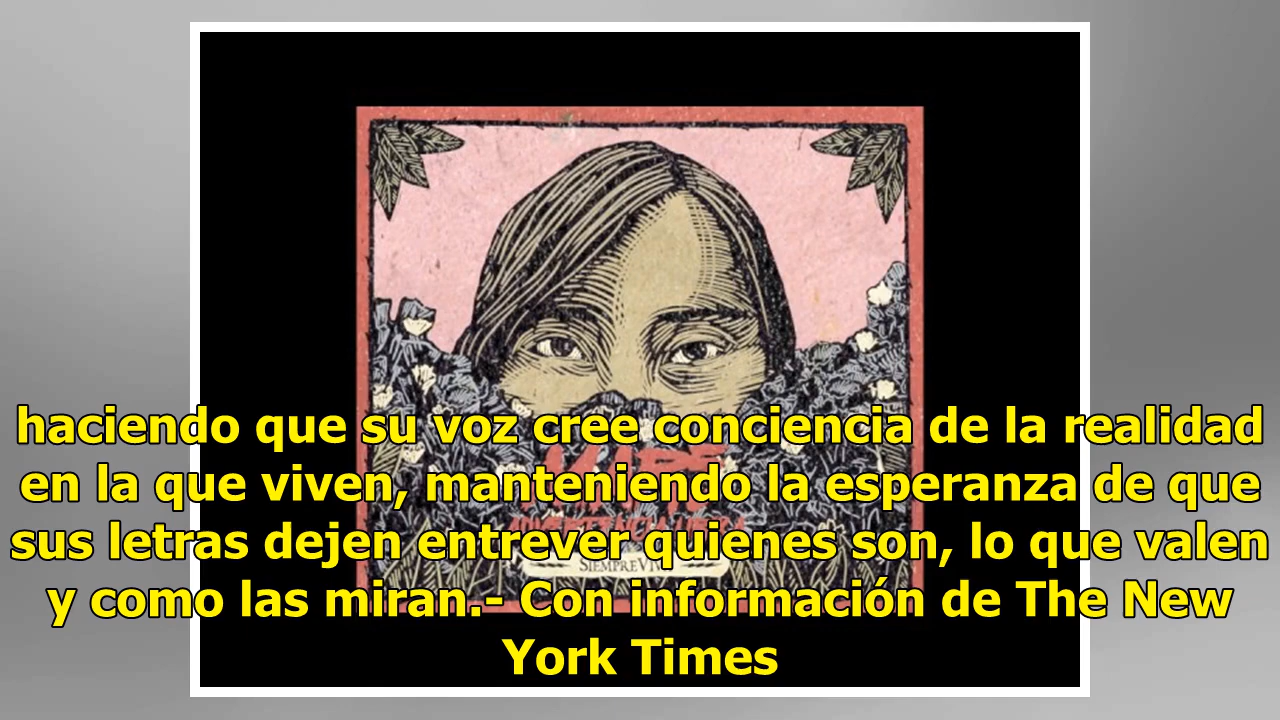 haciendo que su voz cree conciencia de la realidad
en la que viven, manteniendo la esperanza de que
sus letras dejen entrever quienes son, lo que valen
y como las miran.- Con información de The New
York Times